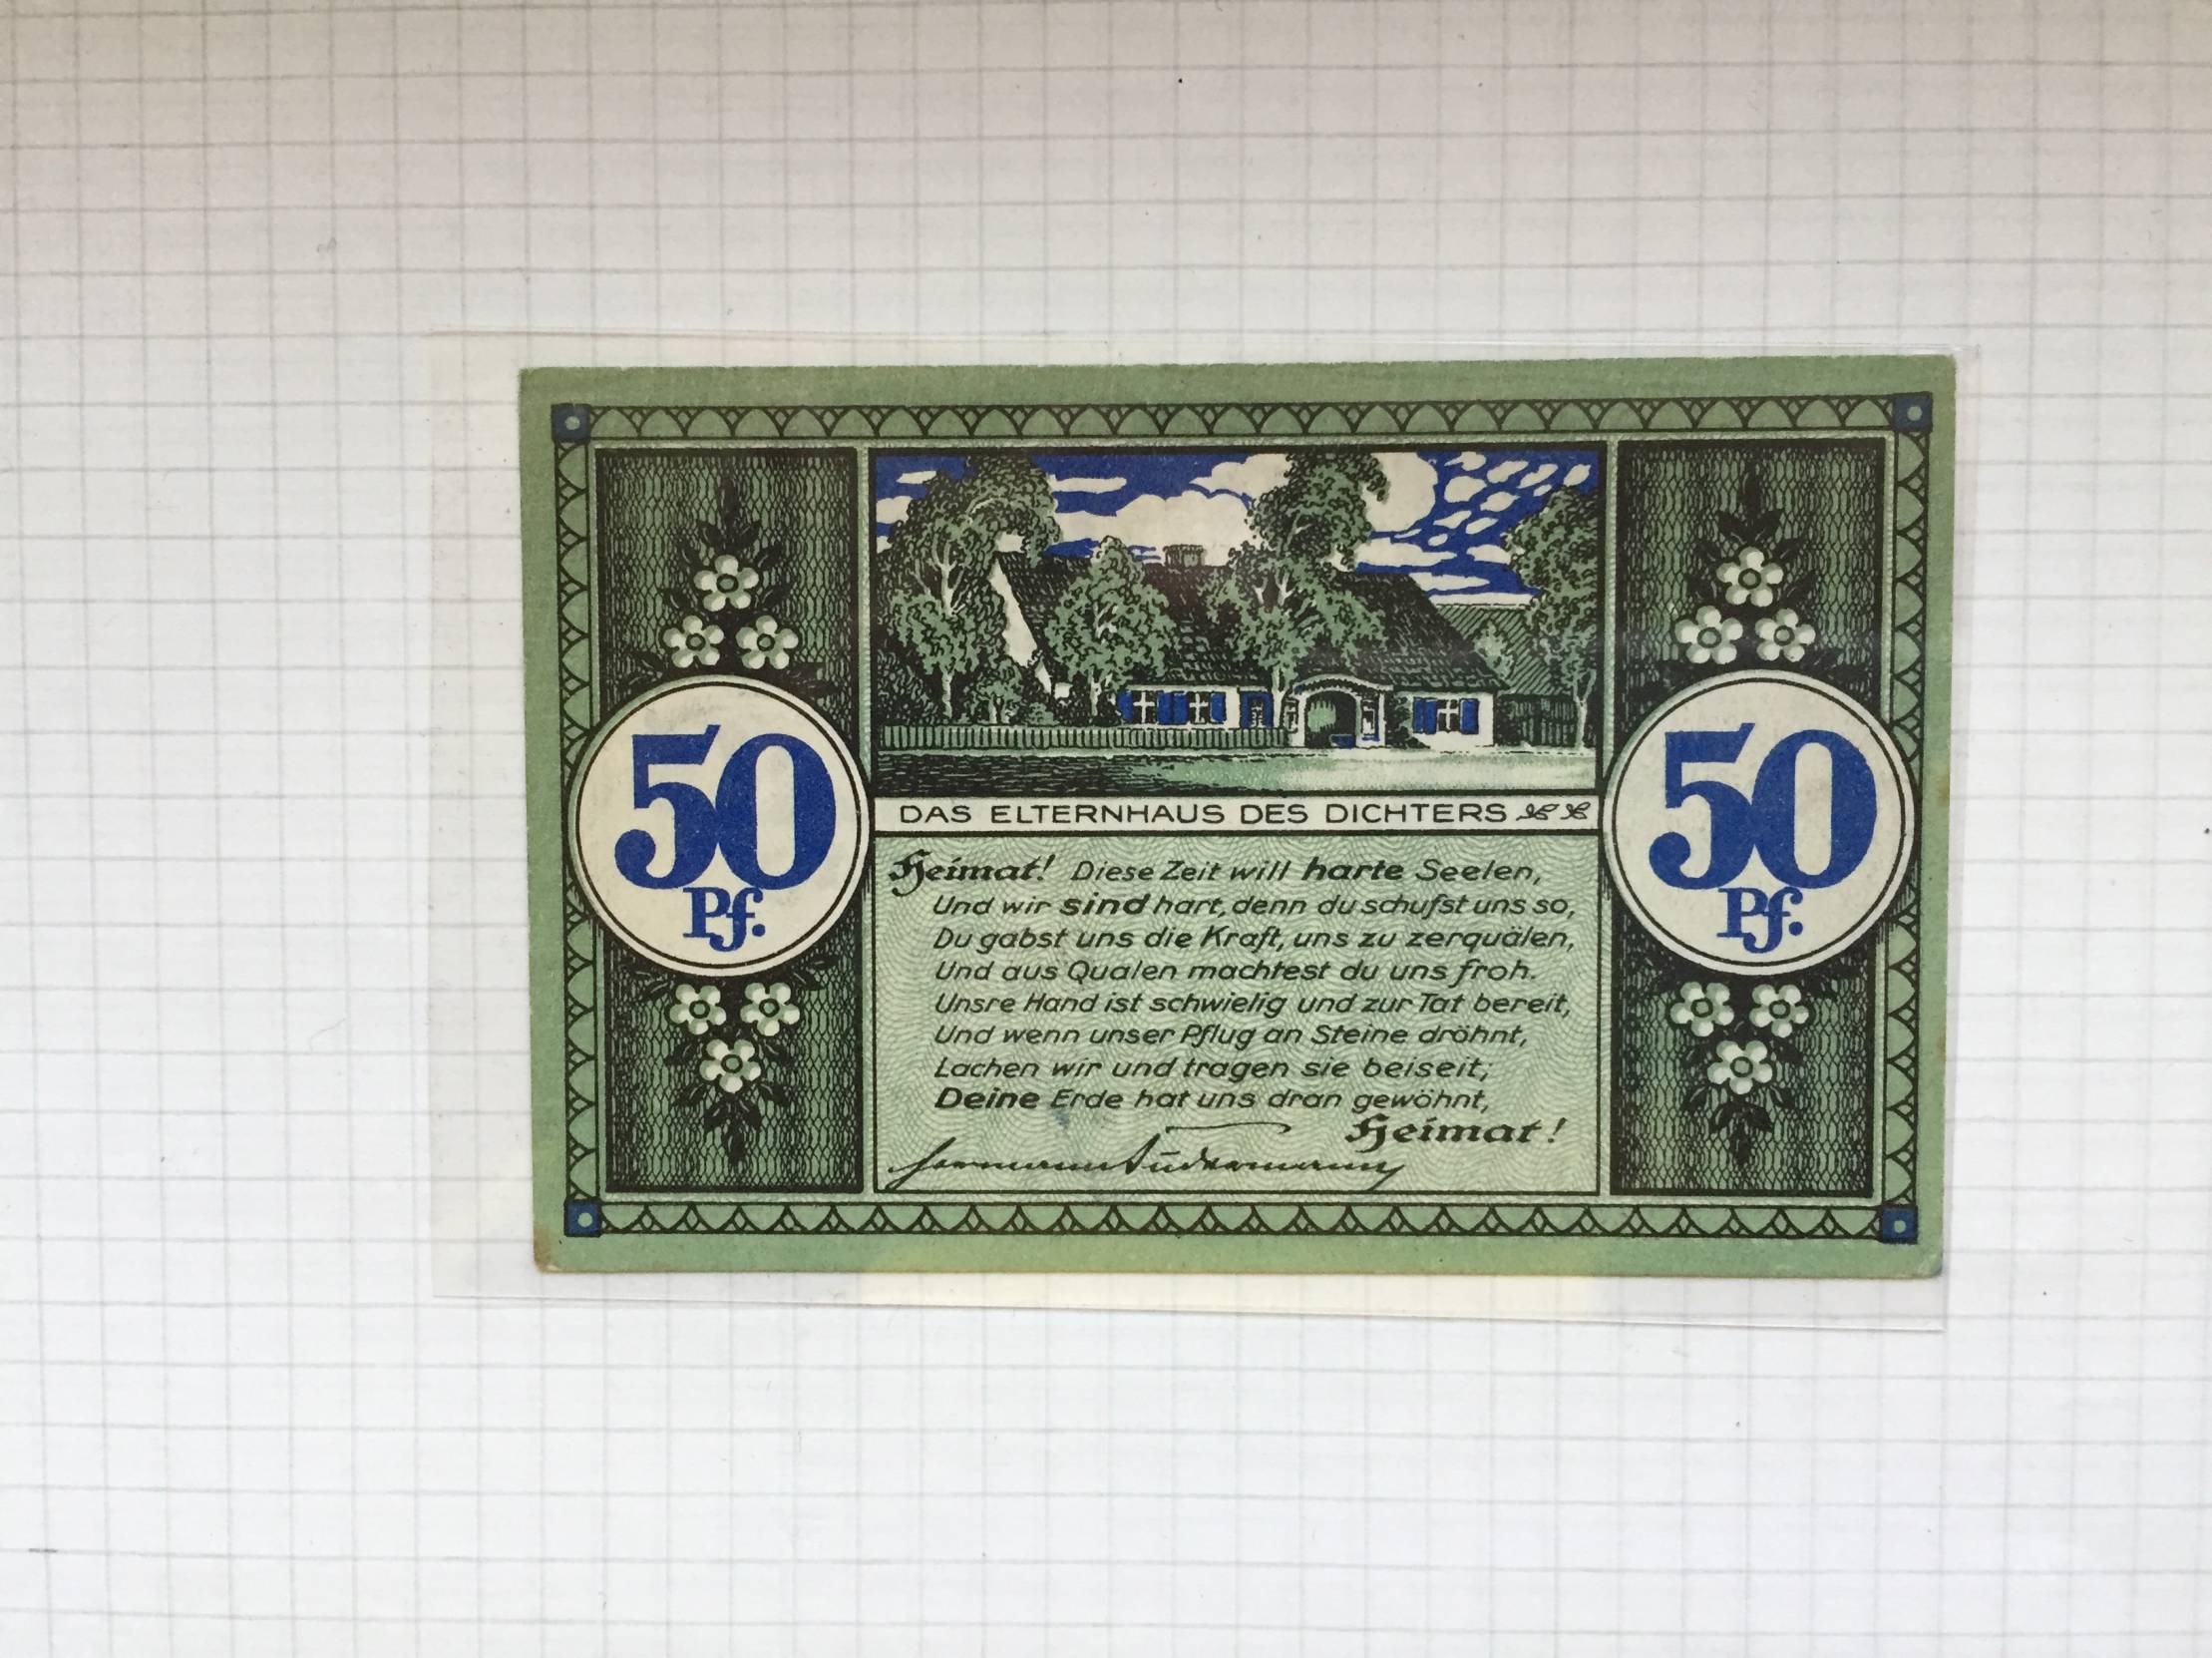 50
Pf.
DAS ELTERNHAUS DES DICHTERS
Heimat! Diese Zeit will harte Seelen,
Und wir sind hart, denn du schufst uns so,
Du gabst uns die Kraft, uns zu zerquälen,
Und aus Qualen machtest du uns froh.
Unsre Hand ist schwielig und zur Tat bereit,
Und wenn unser Pflug an Steine dröhnt,
Lachen wir und tragen sie beiseit;
Deine Erde hat uns dran gewöhnt,
Heimat!
Hermann Sudermann
50
Pf.